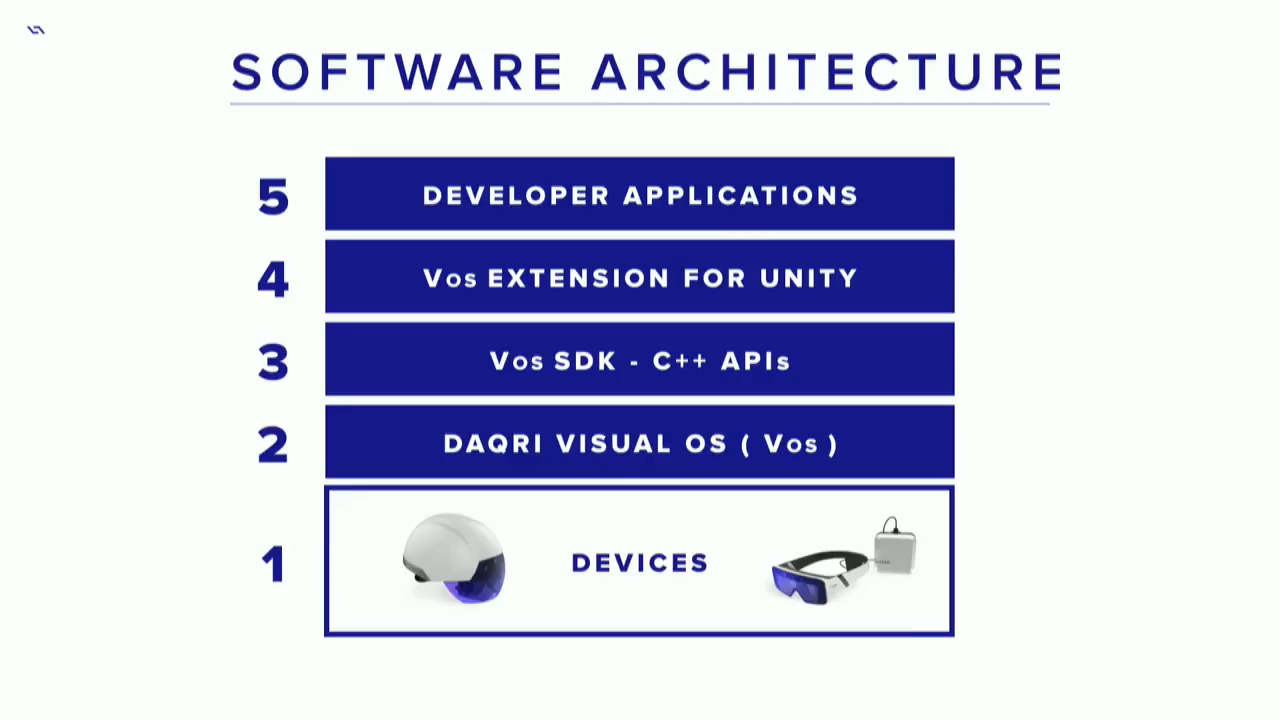 SOFTWARE ARCHITECTURE
5 DEVELOPER APPLICATIONS
4 Vos EXTENSION FOR UNITY
3 Vos SDK - C++ APIs
2 DAQRI VISUAL OS ( Vos )
1 DEVICES